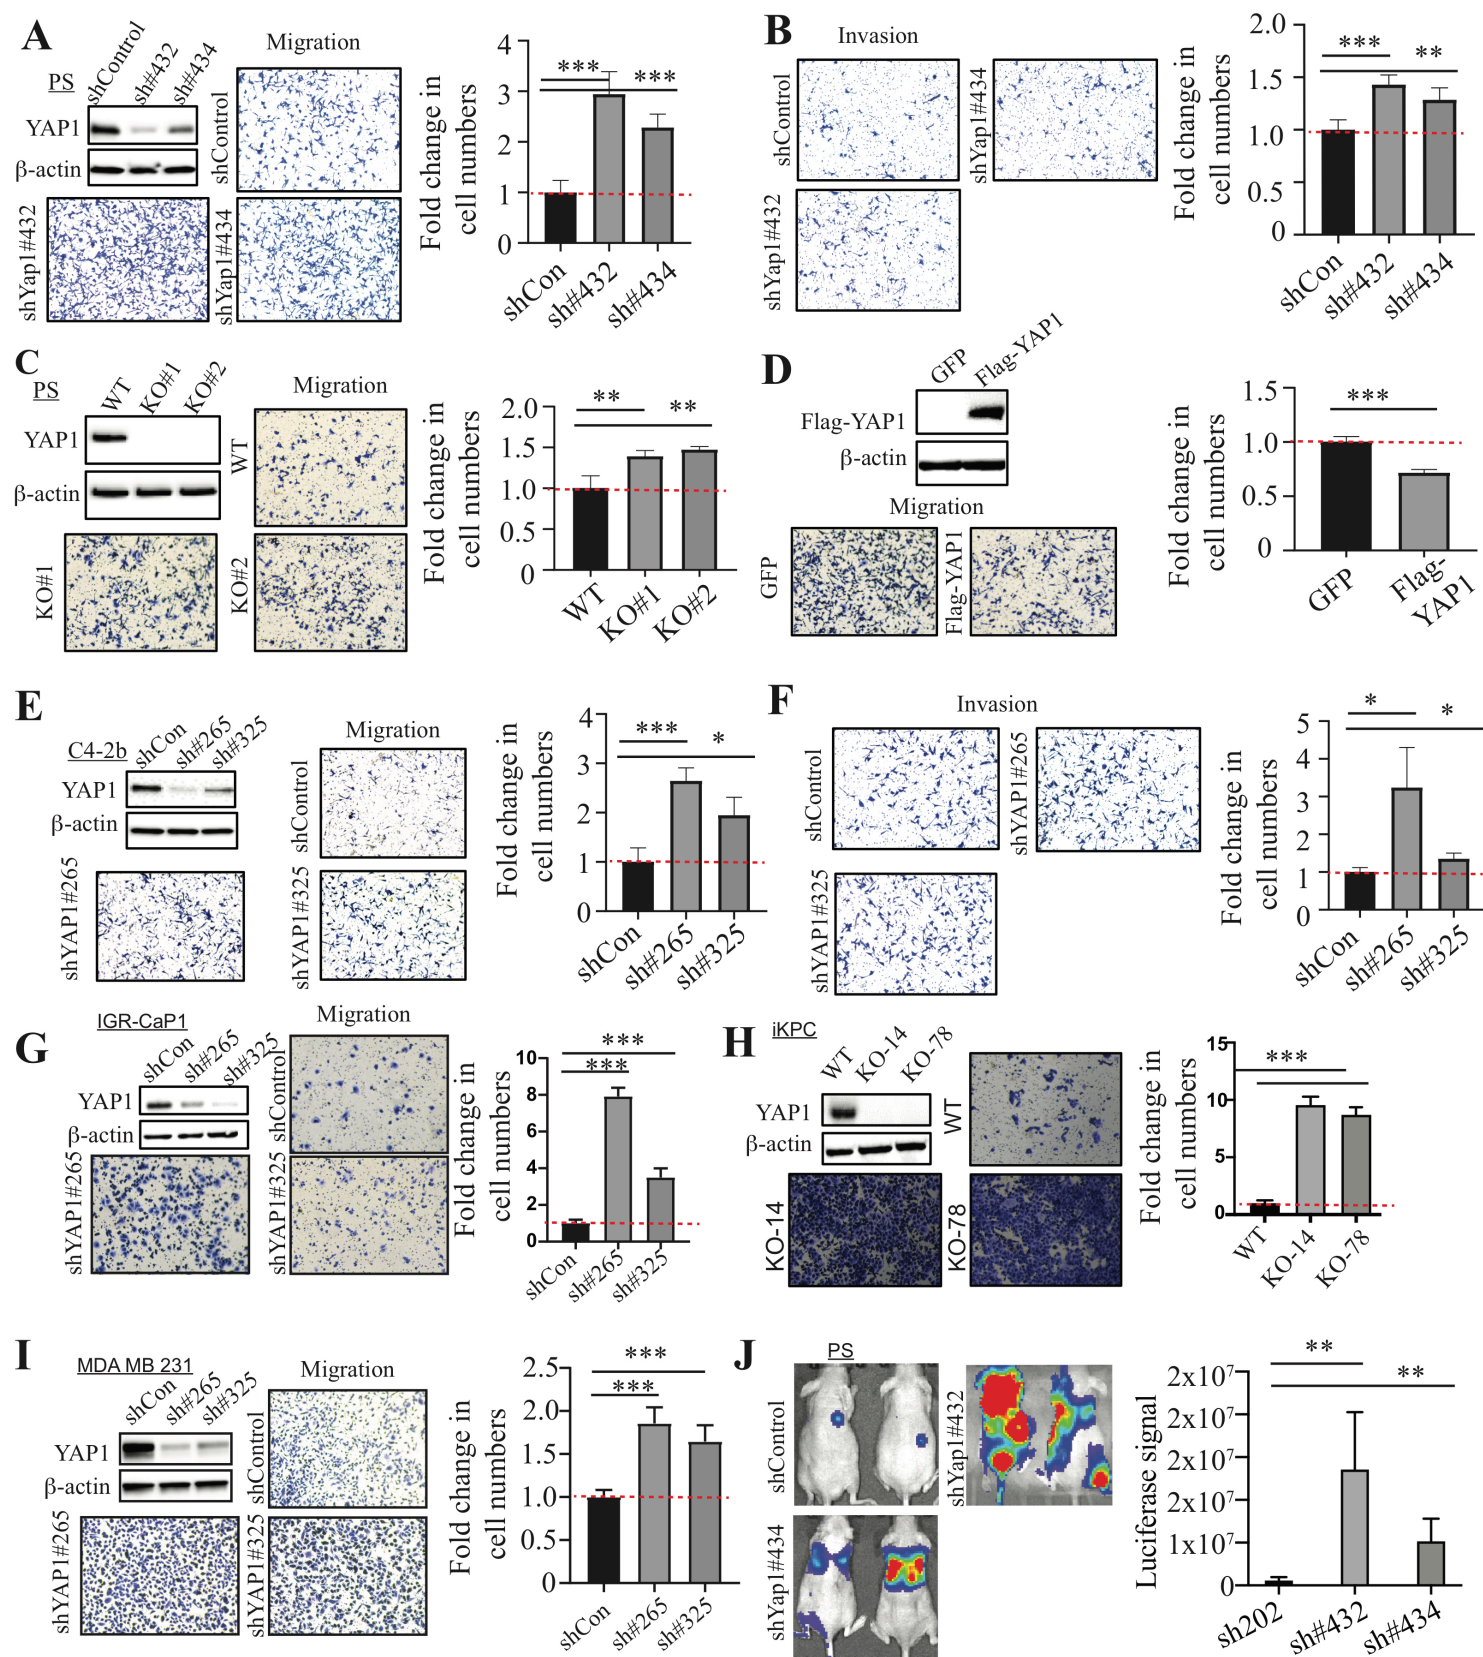 A
PS
shControl
sh#432
sh#434
YAP1
β-actin
Migration
shControl
shYap1#432
shYap1#434
Fold change in
cell numbers
4
3
2
1
0
***
***
shCon
sh#432
sh#434
B
Invasion
shControl
shYap1#434
shYap1#432
Fold change in
cell numbers
2.0
1.5
1.0
0.5
0
***
**
shCon
sh#432
sh#434
C
PS
WT
KO#1
KO#2
YAP1
β-actin
Migration
WT
KO#1
KO#2
Fold change in
cell numbers
2.0
1.5
1.0
0.5
0
**
**
WT
KO#1
KO#2
D
GFP
Flag-YAP1
Flag-YAP1
β-actin
Migration
GFP
Flag-YAP1
Fold change in
cell numbers
1.5
1.0
0.5
0
***
GFP
Flag-
YAP1
E
C4-2b
shCon
sh#265
sh#325
YAP1
β-actin
Migration
shControl
shYAP1#265
shYAP1#325
Fold change in
cell numbers
4
3
2
1
0
***
*
shCon
sh#265
sh#325
F
Invasion
shControl
shYAP1#265
shYAP1#325
Fold change in
cell numbers
5
4
3
2
1
0
*
*
shCon
sh#265
sh#325
G
IGR-CaP1
shCon
sh#265
sh#325
YAP1
β-actin
Migration
shControl
shYAP1#265
shYAP1#325
Fold change in
cell numbers
10
8
6
4
2
0
***
***
shCon
sh#265
sh#325
H
iKPC
WT
KO-14
KO-78
YAP1
β-actin
WT
KO-14
KO-78
Fold change in
cell numbers
15
10
5
0
***
WT
KO-14
KO-78
I
MDA MB 231
shCon
sh#265
sh#325
YAP1
β-actin
Migration
shControl
shYAP1#265
shYAP1#325
Fold change in
cell numbers
2.5
2.0
1.5
1.0
0.5
0
***
***
shCon
sh#265
sh#325
J
PS
shControl
shYap1#432
shYap1#434
Luciferase signal
2x10⁷
2x10⁷
2x10⁷
2x10⁷
1x10⁷
0
**
**
sh202
sh#432
sh#434